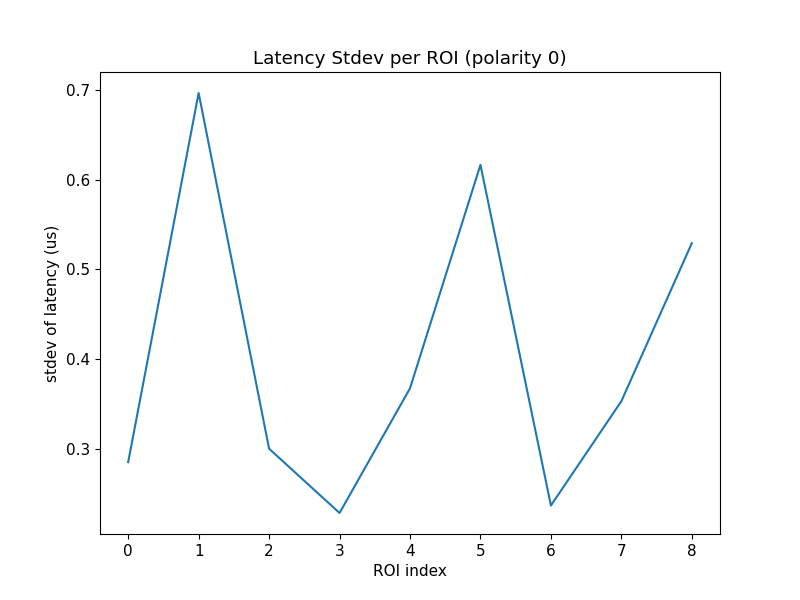 Latency Stdev per ROI (polarity 0)
stdev of latency (us)
0.7
0.6
0.5
0.4
0.3
0 1 2 3 4 5 6 7 8
ROI index